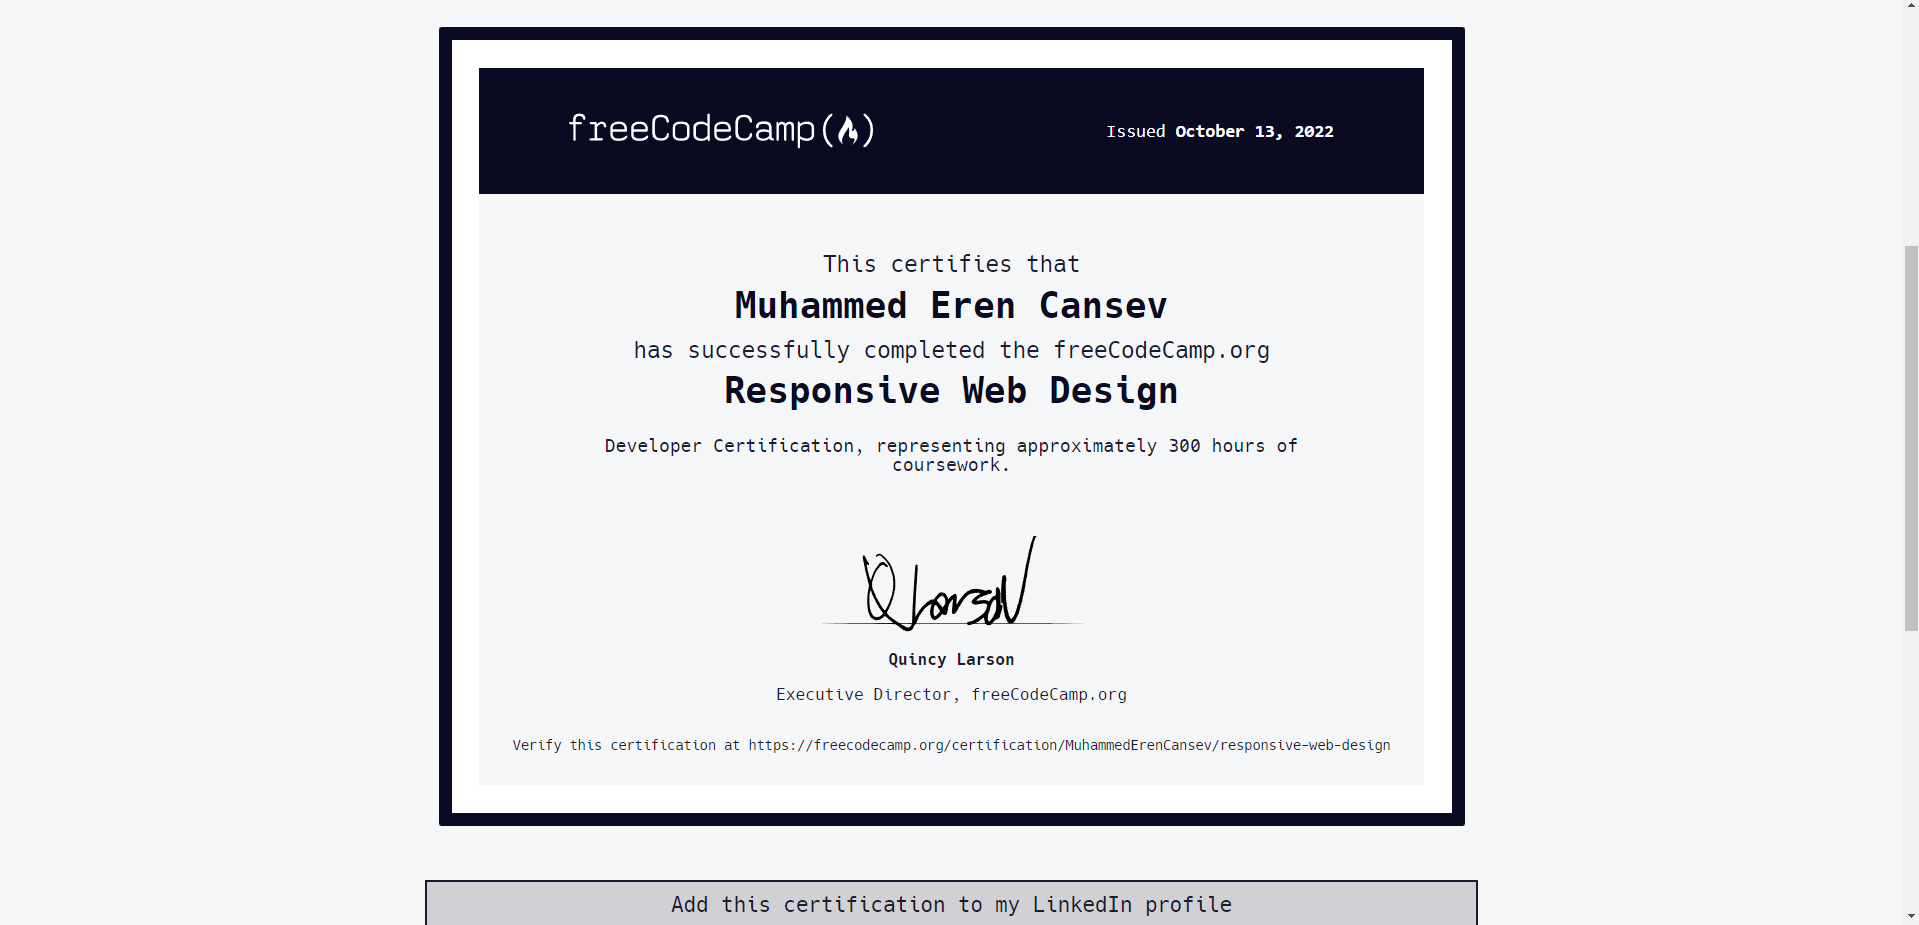 freeCodeCamp
Issued October 13, 2022
This certifies that
Muhammed Eren Cansev
has successfully completed the freeCodeCamp.org
Responsive Web Design
Developer Certification, representing approximately 300 hours of
coursework.
Q Larson
Quincy Larson
Executive Director, freeCodeCamp.org
Verify this certification at https://freecodecamp.org/certification/MuhammedErenCansev/responsive-web-design
Add this certification to my LinkedIn profile